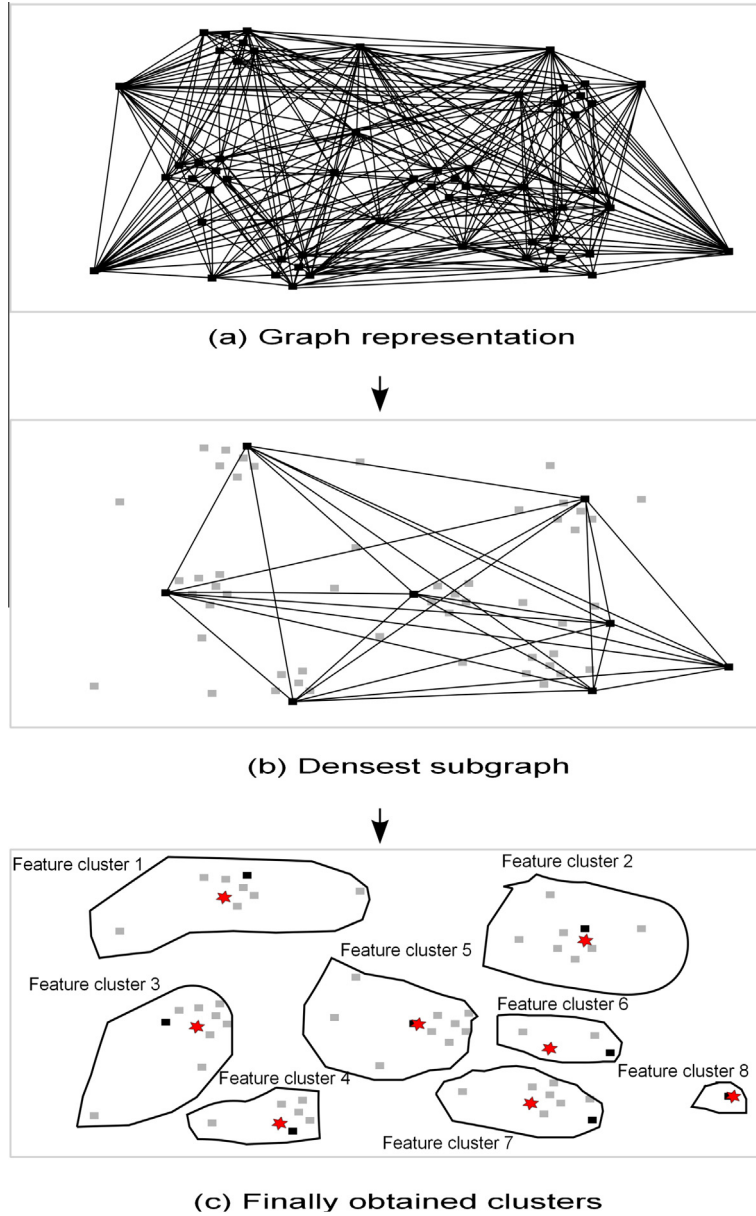 (a) Graph representation
(b) Densest subgraph
Feature cluster 1
Feature cluster 2
Feature cluster 5
Feature cluster 3
Feature cluster 6
Feature cluster 4
Feature cluster 8
Feature cluster 7
(c) Finally obtained clusters